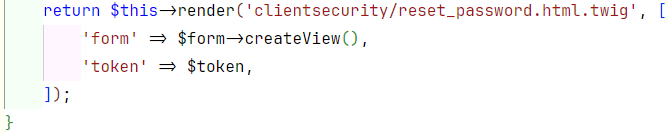 return $this->render('clientsecurity/reset_password.html.twig', [
'form' => $form->createView(),
'token' => $token,
]);
}